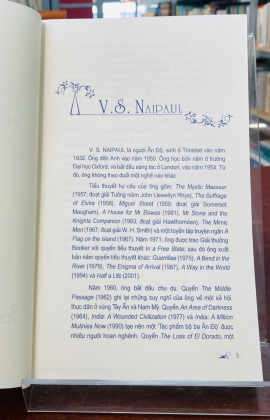 V.S. NAIPAUL
V. S. NAIPAUL là người Ấn Độ, sinh ở Trinidad vào năm
1932. Ông đến Anh vào năm 1950. Ông học bốn năm ở trường
Đại học Oxford, và bắt đầu sáng tác ở London, vào năm 1954. Từ
đó, ông không theo đuổi một nghề nào khác.
Tiểu thuyết hư cấu của ông gồm: The Mystic Masseur
(1957; đoạt giải Tưởng niệm John Llewellyn Rhys), The Suffrage
of Elvira (1958), Miguel Street (1959; đoạt giải Somerset
Maugham), A House for Mr Biswas (1961), Mr Stone and the
Knights Companion (1963; đoạt giải Hawthornden), The Mimic
Men (1967; đoạt giải W. H. Smith) và một tuyển tập truyện ngắn A
Flag on the Island (1967). Năm 1971, ông được trao Giải thưởng
Booker với quyển tiểu thuyết In a Free State; sau đó ông xuất
bản năm quyển tiểu thuyết khác: Guerrillas (1975), A Bend in the
River (1979), The Enigma of Arrival (1987), A Way in the World
(1994) và Half a Life (2001).
Năm 1960, ông bắt đầu chu du. Quyển The Middle
Passage (1962) ghi lại những suy nghĩ của ông về một xã hội
thuộc dân ở vùng Tây Ấn và Nam Mỹ. Quyển An Area of Darkness
(1964), India: A Wounded Civilization (1977) và India: A Million
Mutinies Now (1990) tạo nên một 'Tác phẩm bộ ba Ấn Độ' được
nhiều người hoan nghênh. Quyển The Loss of El Dorado, một
5